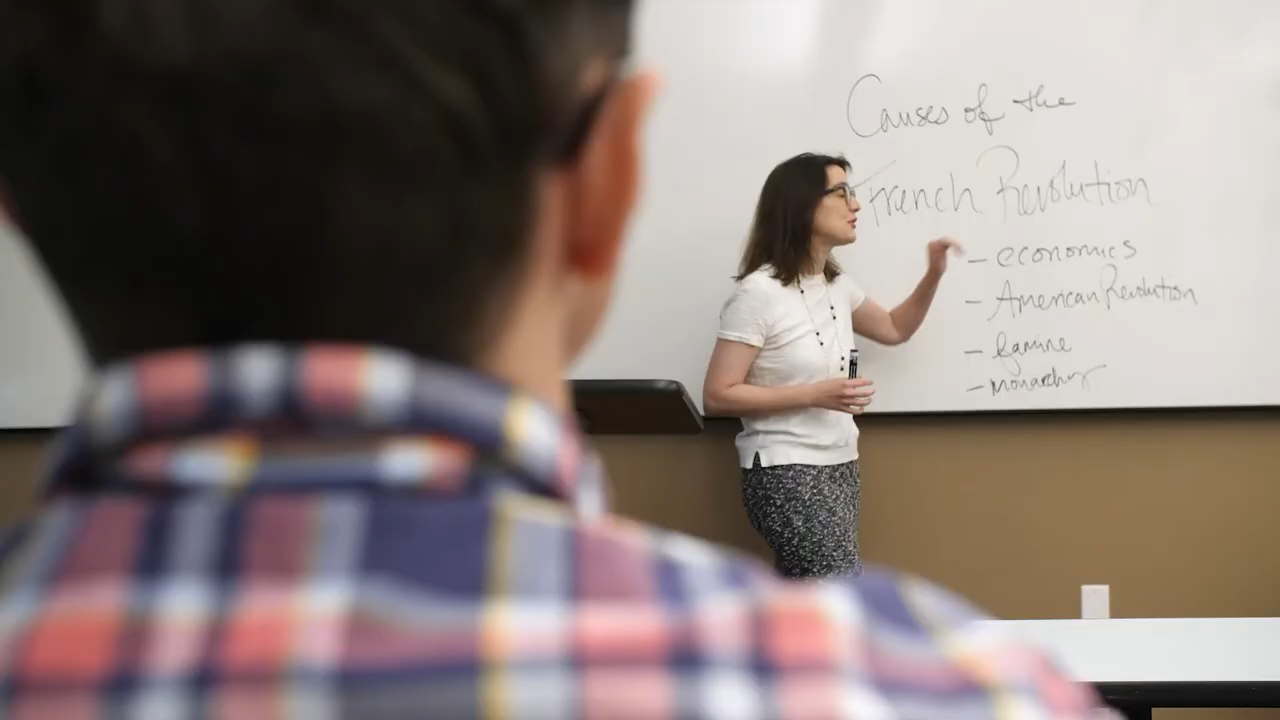 Causes of the
French Revolution
– economics
– American Revolution
– famine
– monarchy